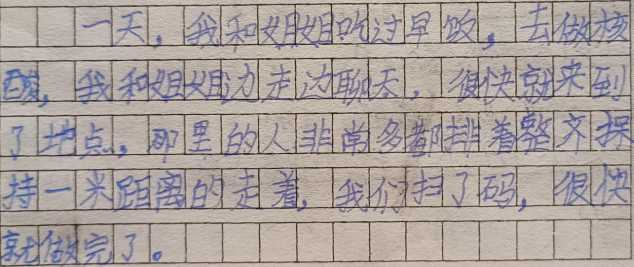 一天，我和姐姐吃过早饭，去做核
酸，我和姐姐边走边聊天，很快就来到
了地点，那里的人非常多都排着整齐保
持一米距离的走着，我们扫了码，很快
就做完了。